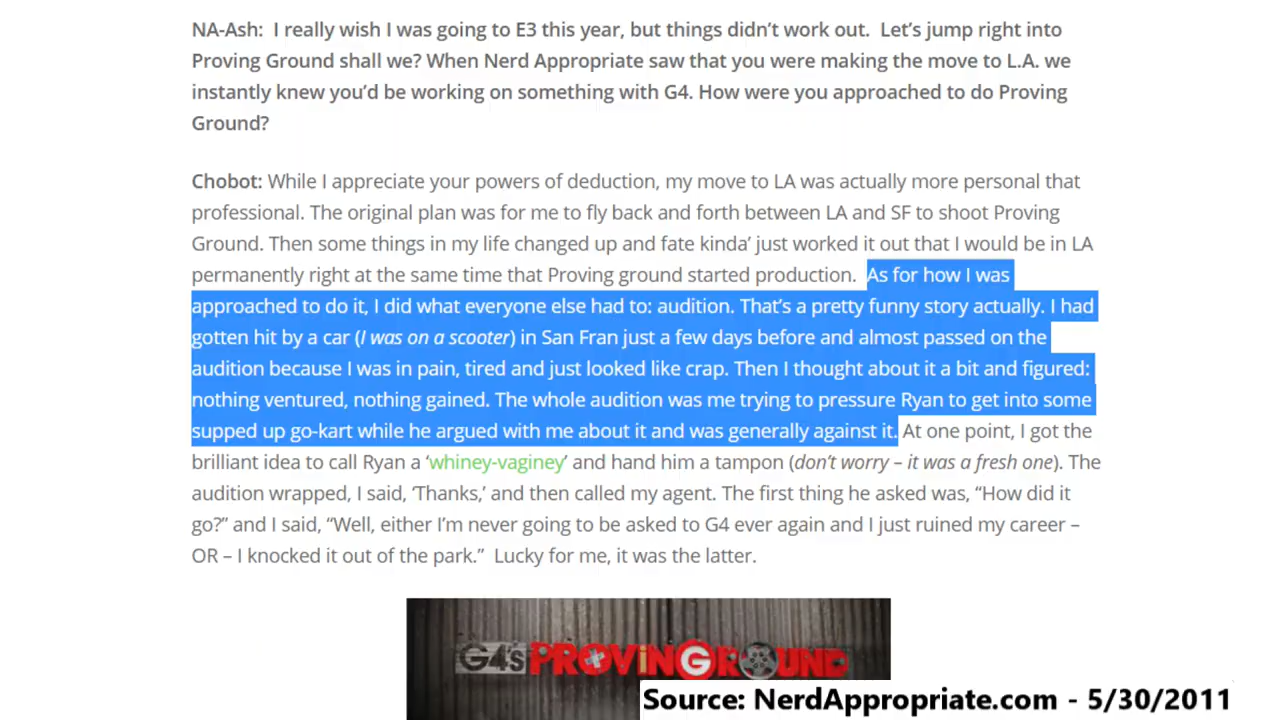 NA-Ash:  I really wish I was going to E3 this year, but things didn’t work out.  Let’s jump right into
Proving Ground shall we? When Nerd Appropriate saw that you were making the move to L.A. we
instantly knew you’d be working on something with G4. How were you approached to do Proving
Ground?
Chobot: While I appreciate your powers of deduction, my move to LA was actually more personal that
professional. The original plan was for me to fly back and forth between LA and SF to shoot Proving
Ground. Then some things in my life changed up and fate kinda’ just worked it out that I would be in LA
permanently right at the same time that Proving ground started production.  As for how I was
approached to do it, I did what everyone else had to: audition. That’s a pretty funny story actually. I had
gotten hit by a car (I was on a scooter) in San Fran just a few days before and almost passed on the
audition because I was in pain, tired and just looked like crap. Then I thought about it a bit and figured:
nothing ventured, nothing gained. The whole audition was me trying to pressure Ryan to get into some
supped up go-kart while he argued with me about it and was generally against it. At one point, I got the
brilliant idea to call Ryan a ‘whiney-vaginey’ and hand him a tampon (don’t worry – it was a fresh one). The
audition wrapped, I said, ‘Thanks,’ and then called my agent. The first thing he asked was, “How did it
go?” and I said, “Well, either I’m never going to be asked to G4 ever again and I just ruined my career –
OR – I knocked it out of the park.”  Lucky for me, it was the latter.
G4's PROViNG GROUND
Source: NerdAppropriate.com - 5/30/2011